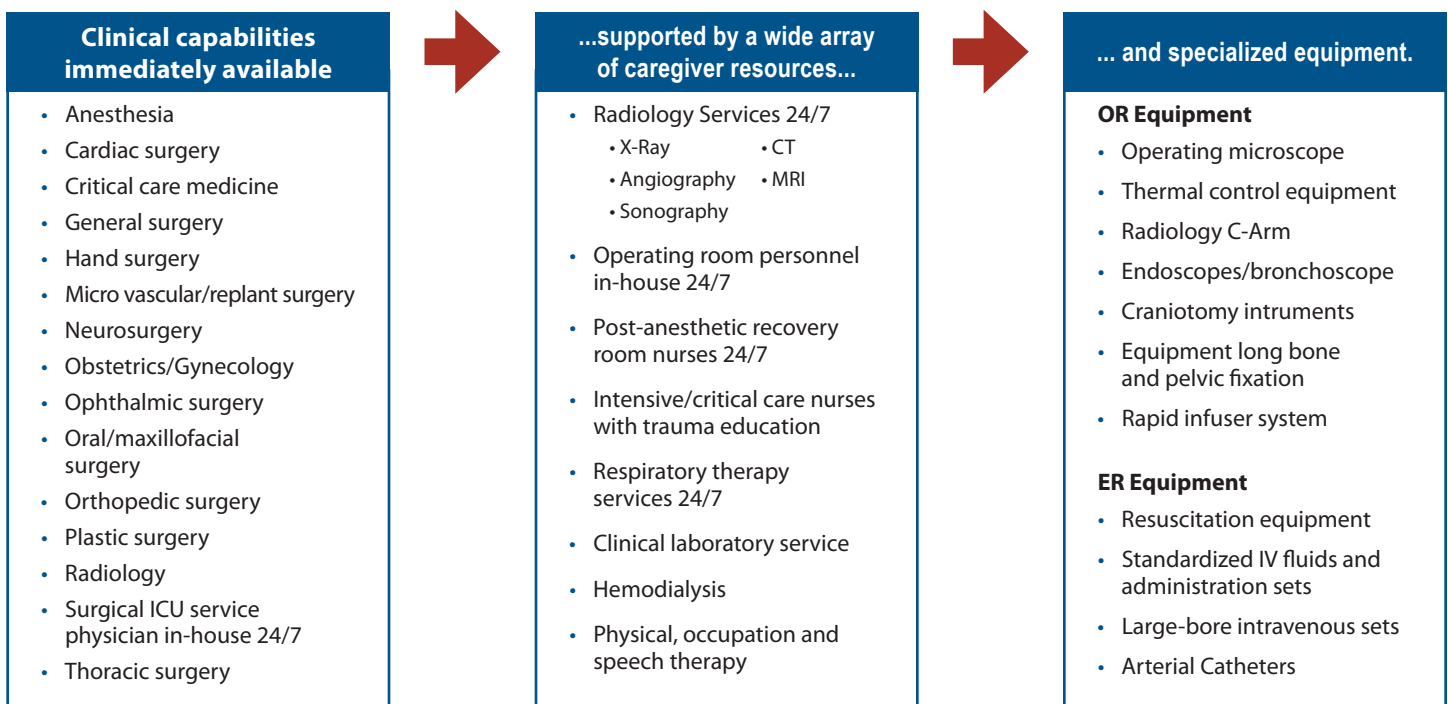 Clinical capabilities
immediately available
• Anesthesia
• Cardiac surgery
• Critical care medicine
• General surgery
• Hand surgery
• Micro vascular/replant surgery
• Neurosurgery
• Obstetrics/Gynecology
• Ophthalmic surgery
• Oral/maxillofacial
surgery
• Orthopedic surgery
• Plastic surgery
• Radiology
• Surgical ICU service
physician in-house 24/7
• Thoracic surgery
...supported by a wide array
of caregiver resources...
• Radiology Services 24/7
• X-Ray • CT
• Angiography • MRI
• Sonography
• Operating room personnel
in-house 24/7
• Post-anesthetic recovery
room nurses 24/7
• Intensive/critical care nurses
with trauma education
• Respiratory therapy
services 24/7
• Clinical laboratory service
• Hemodialysis
• Physical, occupation and
speech therapy
... and specialized equipment.
OR Equipment
• Operating microscope
• Thermal control equipment
• Radiology C-Arm
• Endoscopes/bronchoscope
• Craniotomy intruments
• Equipment long bone
and pelvic fixation
• Rapid infuser system
ER Equipment
• Resuscitation equipment
• Standardized IV fluids and
administration sets
• Large-bore intravenous sets
• Arterial Catheters